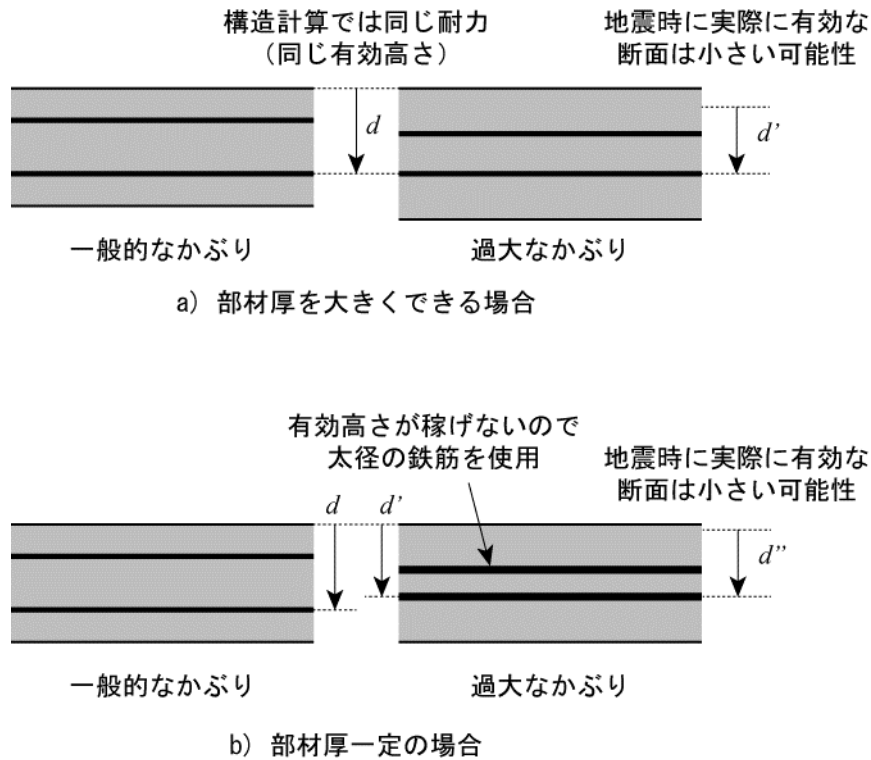 構造計算では同じ耐力
（同じ有効高さ）
地震時に実際に有効な
断面は小さい可能性
d
d’
一般的なかぶり
過大なかぶり
a) 部材厚を大きくできる場合
有効高さが稼げないので
太径の鉄筋を使用
地震時に実際に有効な
断面は小さい可能性
d
d’
d’’
一般的なかぶり
過大なかぶり
b) 部材厚一定の場合